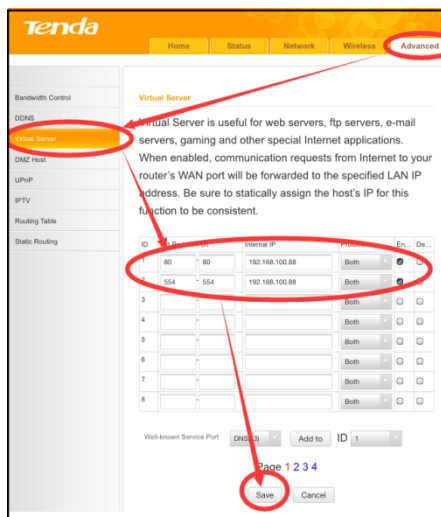 Tenda
Home Status Network Wireless Advanced
Bandwidth Control
DDNS
Virtual Server
DMZ Host
UPnP
IPTV
Routing Table
Static Routing
Virtual Server
Virtual Server is useful for web servers, ftp servers, e-mail
servers, gaming and other special Internet applications.
When enabled, communication requests from Internet to your
router's WAN port will be forwarded to the specified LAN IP
address. Be sure to statically assign the host's IP for this
function to be consistent.
ID Internal IP En... De...
1 80 - 80 192.168.100.88 Both
554 - 554 192.168.100.88 Both
3 - Both
4 - Both
5 - Both
6 - Both
7 - Both
8 - Both
Well-known Service Port Add to ID 1
Page 1 2 3 4
Save Cancel